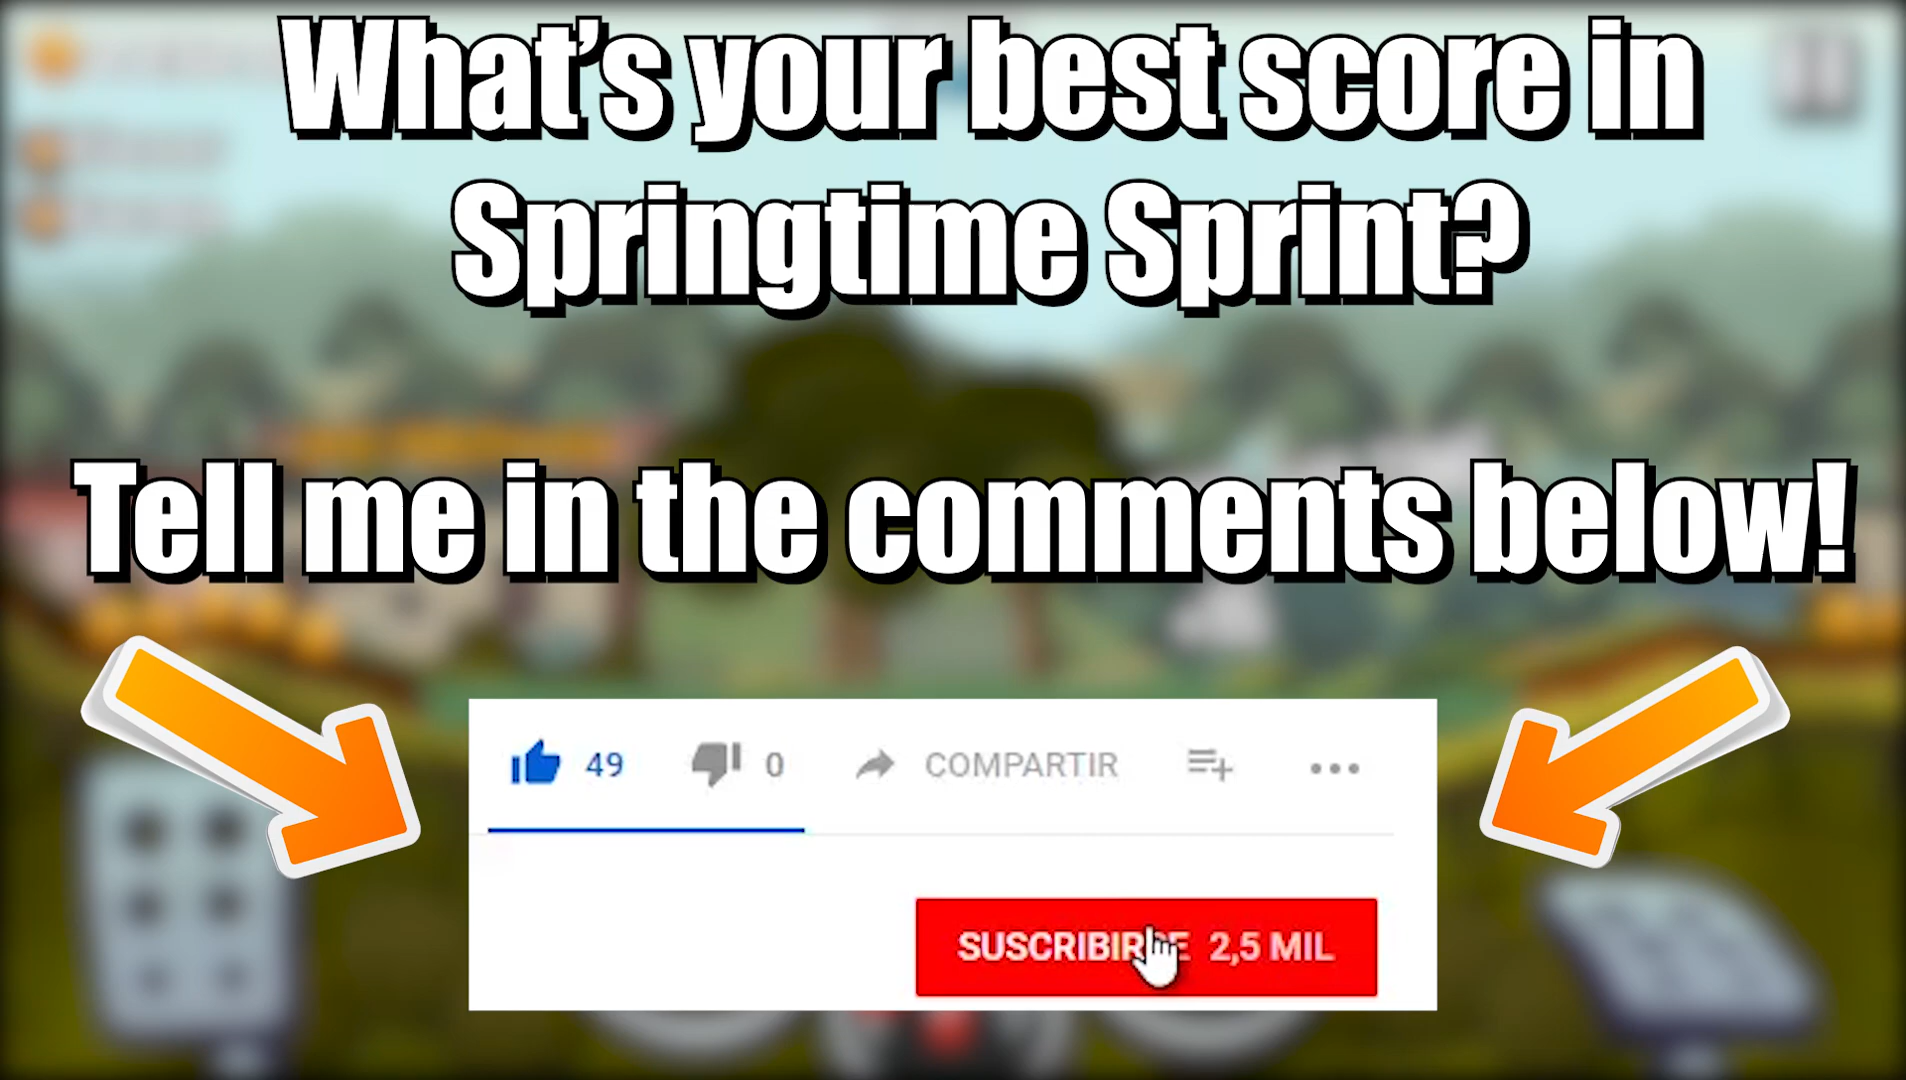 What's your best score in
Springtime Sprint?
Tell me in the comments below!
49 0 COMPARTIR
SUSCRIBIRSE 2,5 MIL